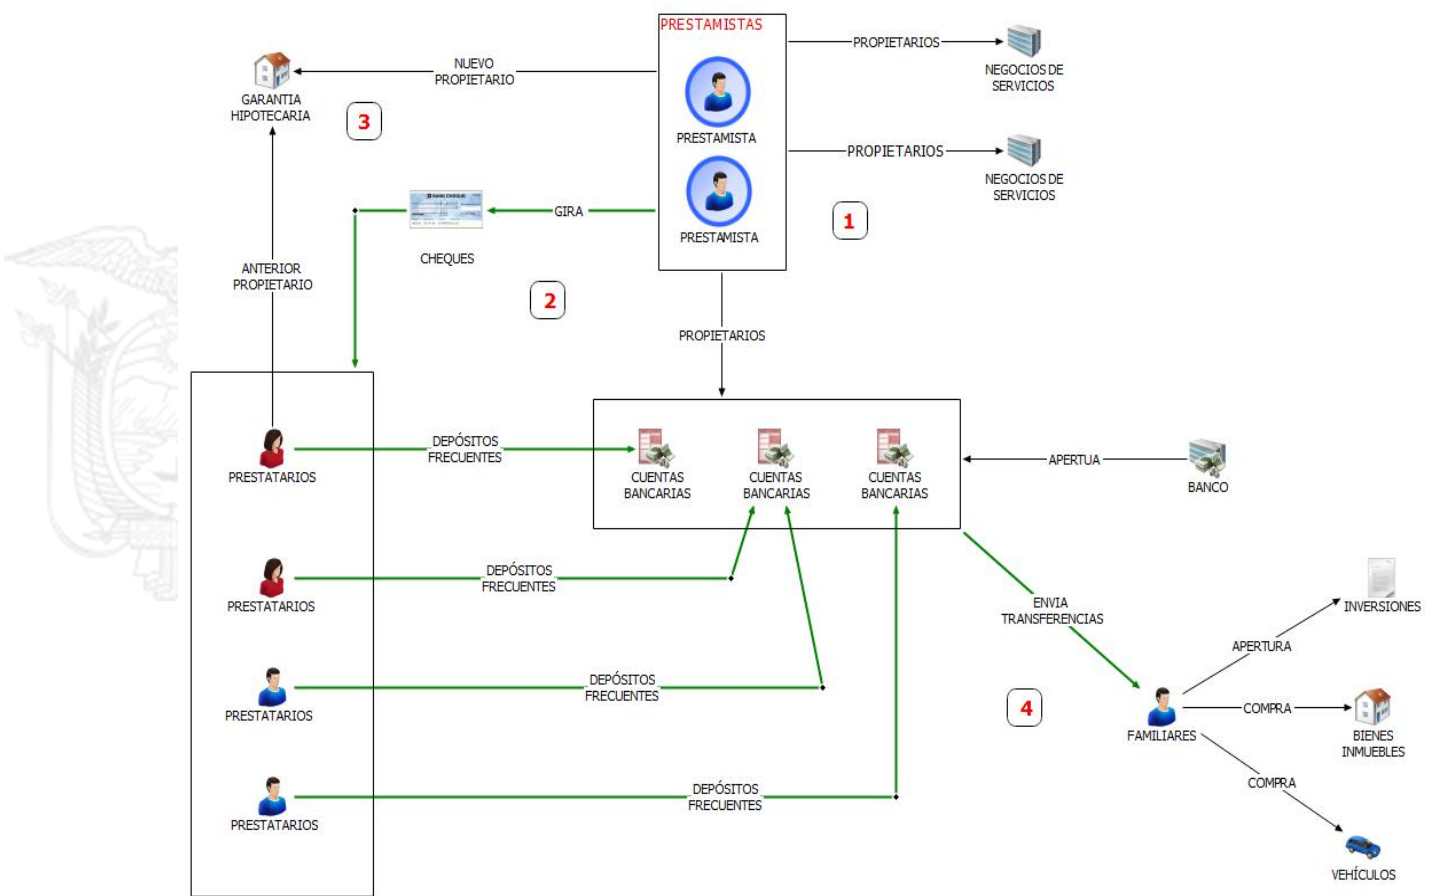 PRESTAMISTAS
PROPIETARIOS
NEGOCIOS DE
SERVICIOS
NUEVO
PROPIETARIO
GARANTIA
HIPOTECARIA
3
PRESTAMISTA
PROPIETARIOS
NEGOCIOS DE
SERVICIOS
BANK CHEQUE
GIRA
PRESTAMISTA
1
CHEQUES
ANTERIOR
PROPIETARIO
2
PROPIETARIOS
PRESTATARIOS
DEPÓSITOS
FRECUENTES
CUENTAS
BANCARIAS
CUENTAS
BANCARIAS
CUENTAS
BANCARIAS
APERTUA
BANCO
PRESTATARIOS
DEPÓSITOS
FRECUENTES
ENVIA
TRANSFERENCIAS
INVERSIONES
APERTURA
PRESTATARIOS
DEPÓSITOS
FRECUENTES
4
FAMILIARES
COMPRA
BIENES
INMUEBLES
PRESTATARIOS
DEPÓSITOS
FRECUENTES
COMPRA
VEHÍCULOS